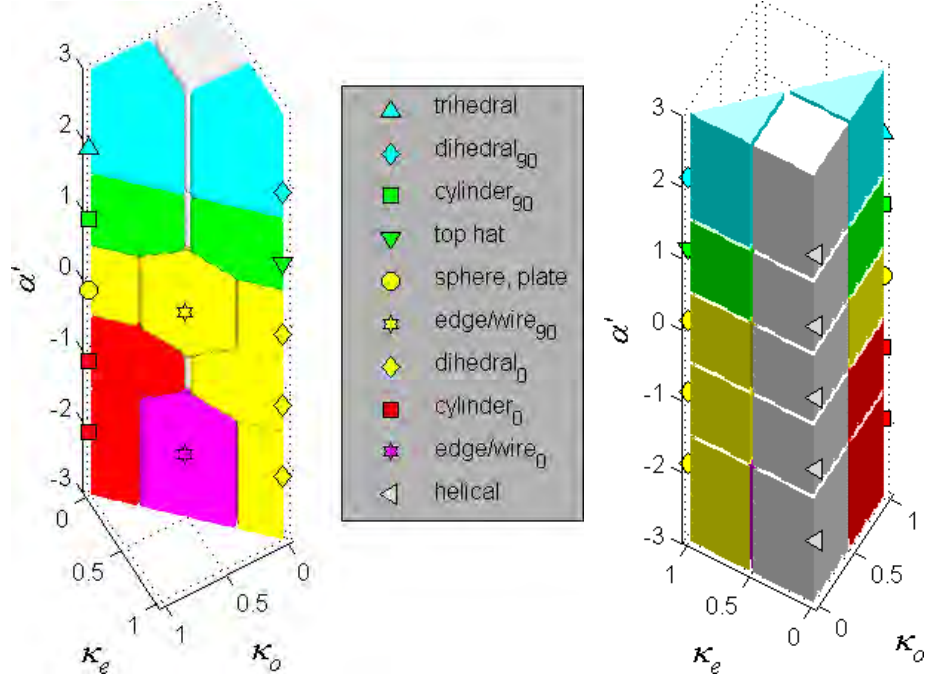 3
2
1
0
-1
-2
-3
α'
0
0.5
1
κe
1
0.5
0
κo
trihedral
dihedral90
cylinder90
top hat
sphere, plate
edge/wire90
dihedral0
cylinder0
edge/wire0
helical
3
2
1
0
-1
-2
-3
α'
1
0.5
0
κe
0
0.5
1
κo